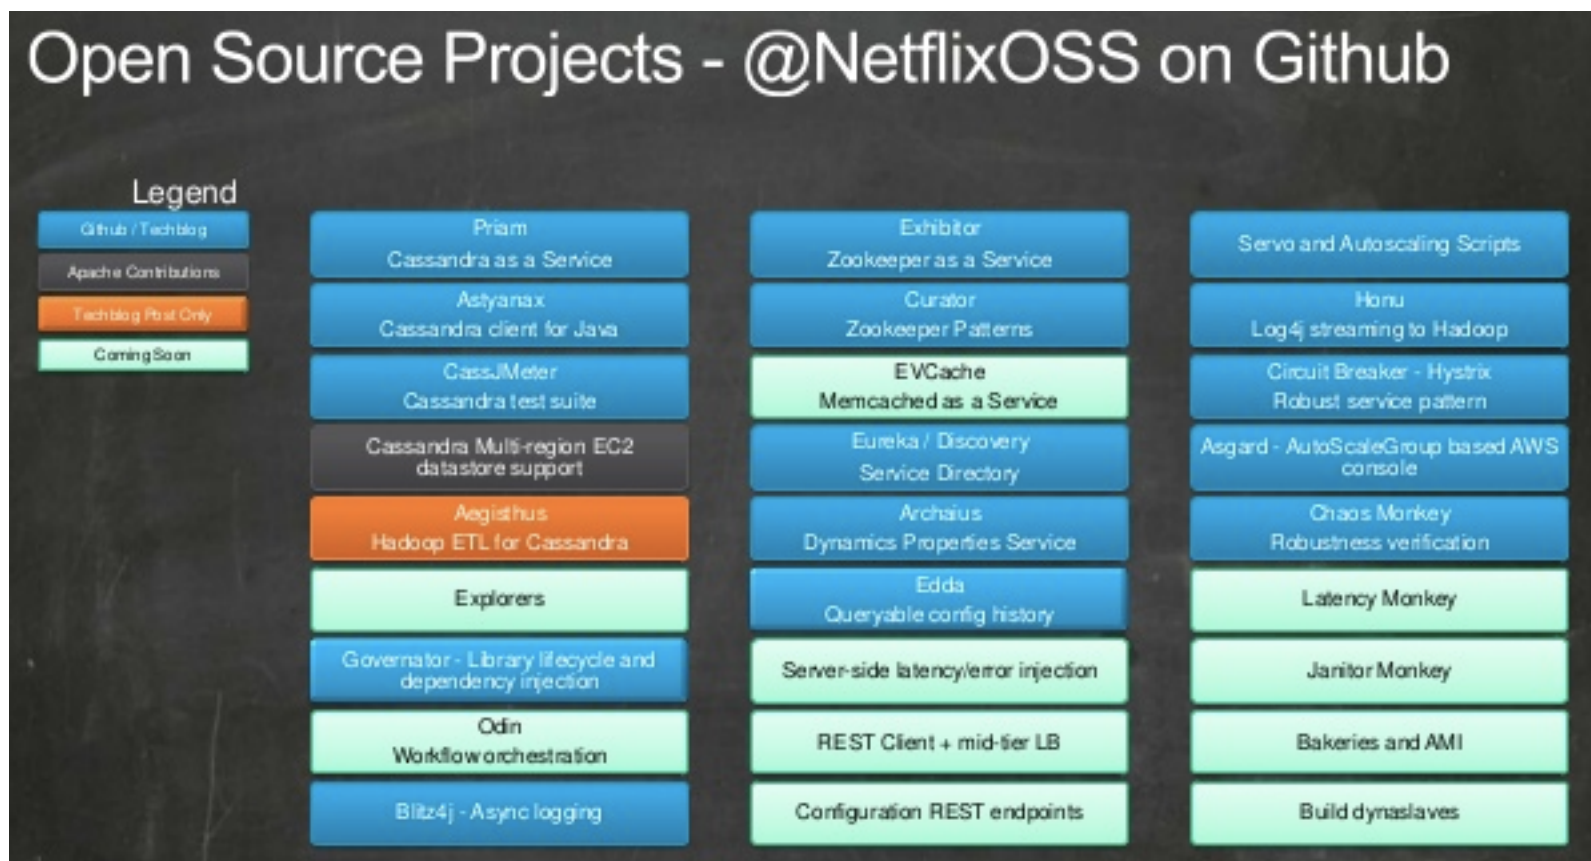 Open Source Projects - @NetflixOSS on Github
Legend
Github / Techblog
Apache Contributions
Techblog Post Only
Coming Soon
Priam
Cassandra as a Service
Astyanax
Cassandra client for Java
CassJMeter
Cassandra test suite
Cassandra Multi-region EC2
datastore support
Aegisthus
Hadoop ETL for Cassandra
Explorers
Governator - Library lifecycle and
dependency injection
Odin
Workflow orchestration
Blitz4j - Async logging
Exhibitor
Zookeeper as a Service
Curator
Zookeeper Patterns
EVCache
Memcached as a Service
Eureka / Discovery
Service Directory
Archaius
Dynamics Properties Service
Edda
Queryable config history
Server-side latency/error injection
REST Client + mid-tier LB
Configuration REST endpoints
Servo and Autoscaling Scripts
Honu
Log4j streaming to Hadoop
Circuit Breaker - Hystrix
Robust service pattern
Asgard - AutoScaleGroup based AWS
console
Chaos Monkey
Robustness verification
Latency Monkey
Janitor Monkey
Bakeries and AMI
Build dynaslaves